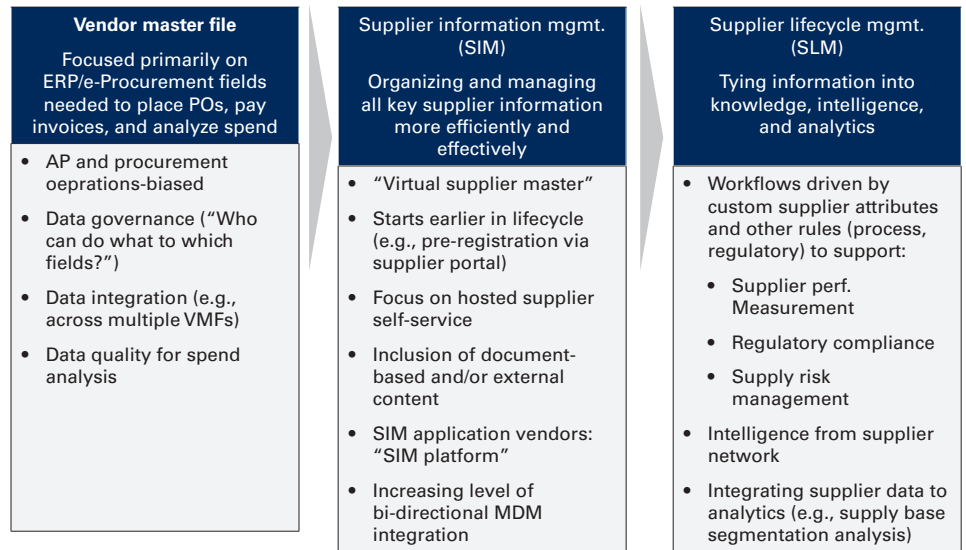 Vendor master file
Focused primarily on
ERP/e-Procurement fields
needed to place POs, pay
invoices, and analyze spend
• AP and procurement
oeprations-biased
• Data governance (“Who
can do what to which
fields?”)
• Data integration (e.g.,
across multiple VMFs)
• Data quality for spend
analysis
Supplier information mgmt.
(SIM)
Organizing and managing
all key supplier information
more efficiently and
effectively
• “Virtual supplier master”
• Starts earlier in lifecycle
(e.g., pre-registration via
supplier portal)
• Focus on hosted supplier
self-service
• Inclusion of document-
based and/or external
content
• SIM application vendors:
“SIM platform”
• Increasing level of
bi-directional MDM
integration
Supplier lifecycle mgmt.
(SLM)
Tying information into
knowledge, intelligence,
and analytics
• Workflows driven by
custom supplier attributes
and other rules (process,
regulatory) to support:
• Supplier perf.
Measurement
• Regulatory compliance
• Supply risk
management
• Intelligence from supplier
network
• Integrating supplier data to
analytics (e.g., supply base
segmentation analysis)